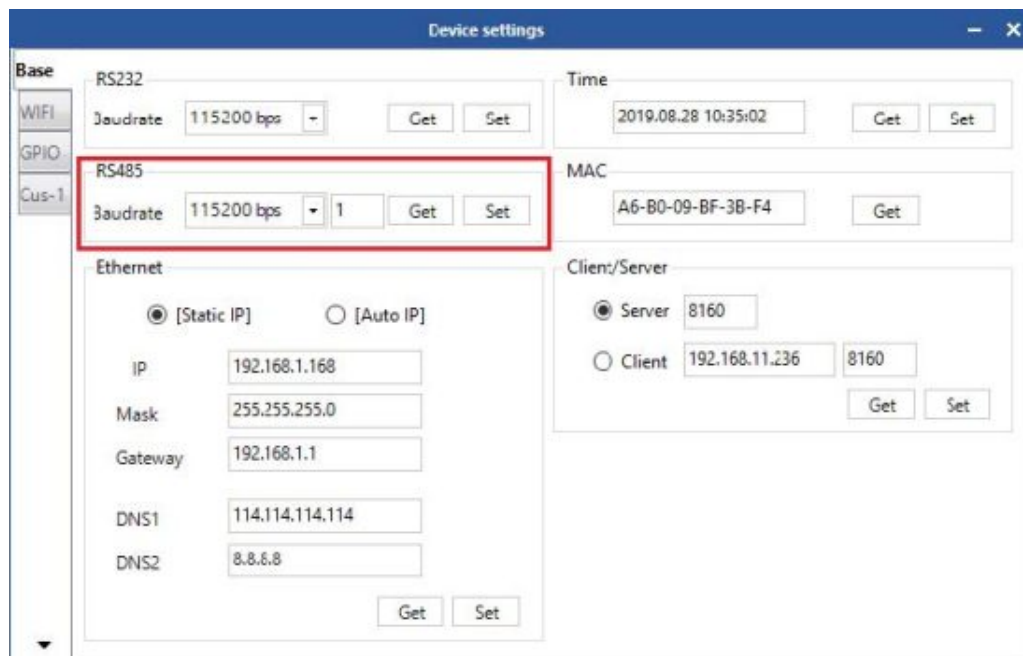 Device settings
Base
WIFI
GPIO
Cus-1
RS232
Baudrate 115200 bps Get Set
RS485
Baudrate 115200 bps 1 Get Set
Ethernet
[Static IP] [Auto IP]
IP 192.168.1.168
Mask 255.255.255.0
Gateway 192.168.1.1
DNS1 114.114.114.114
DNS2 8.8.8.8
Get Set
Time
2019.08.28 10:35:02 Get Set
MAC
A6-B0-09-BF-3B-F4 Get
Client/Server
Server 8160
Client 192.168.11.236 8160
Get Set